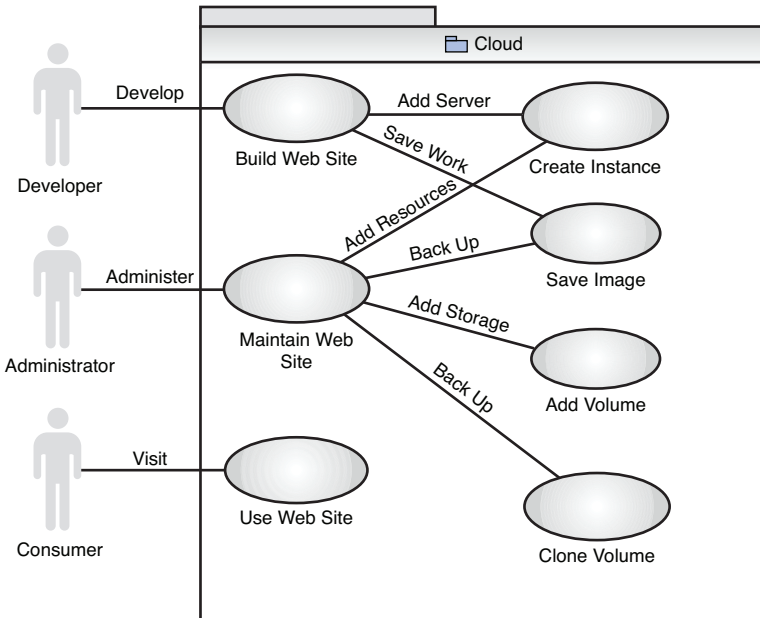 Cloud
Develop
Add Server
Build Web Site
Save Work
Create Instance
Developer
Add Resources
Administer
Back Up
Save Image
Add Storage
Maintain Web
Site
Administrator
Back Up
Add Volume
Visit
Use Web Site
Consumer
Clone Volume